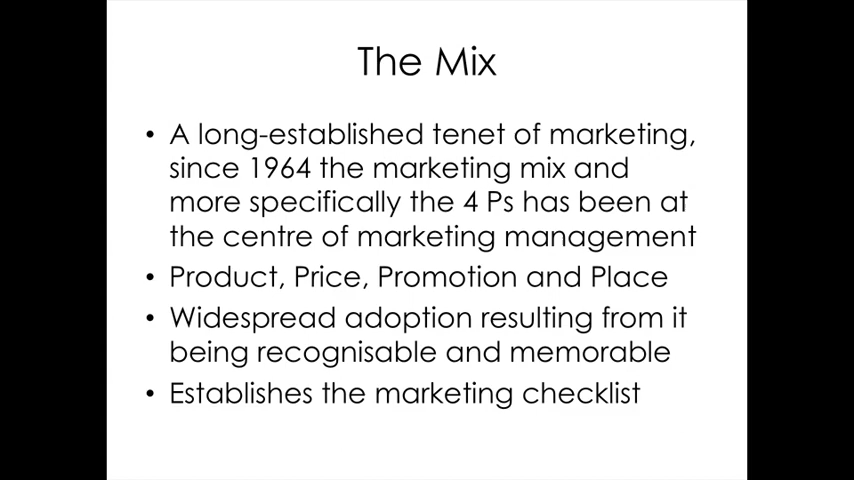 The Mix
• A long-established tenet of marketing,
since 1964 the marketing mix and
more specifically the 4 Ps has been at
the centre of marketing management
• Product, Price, Promotion and Place
• Widespread adoption resulting from it
being recognisable and memorable
• Establishes the marketing checklist